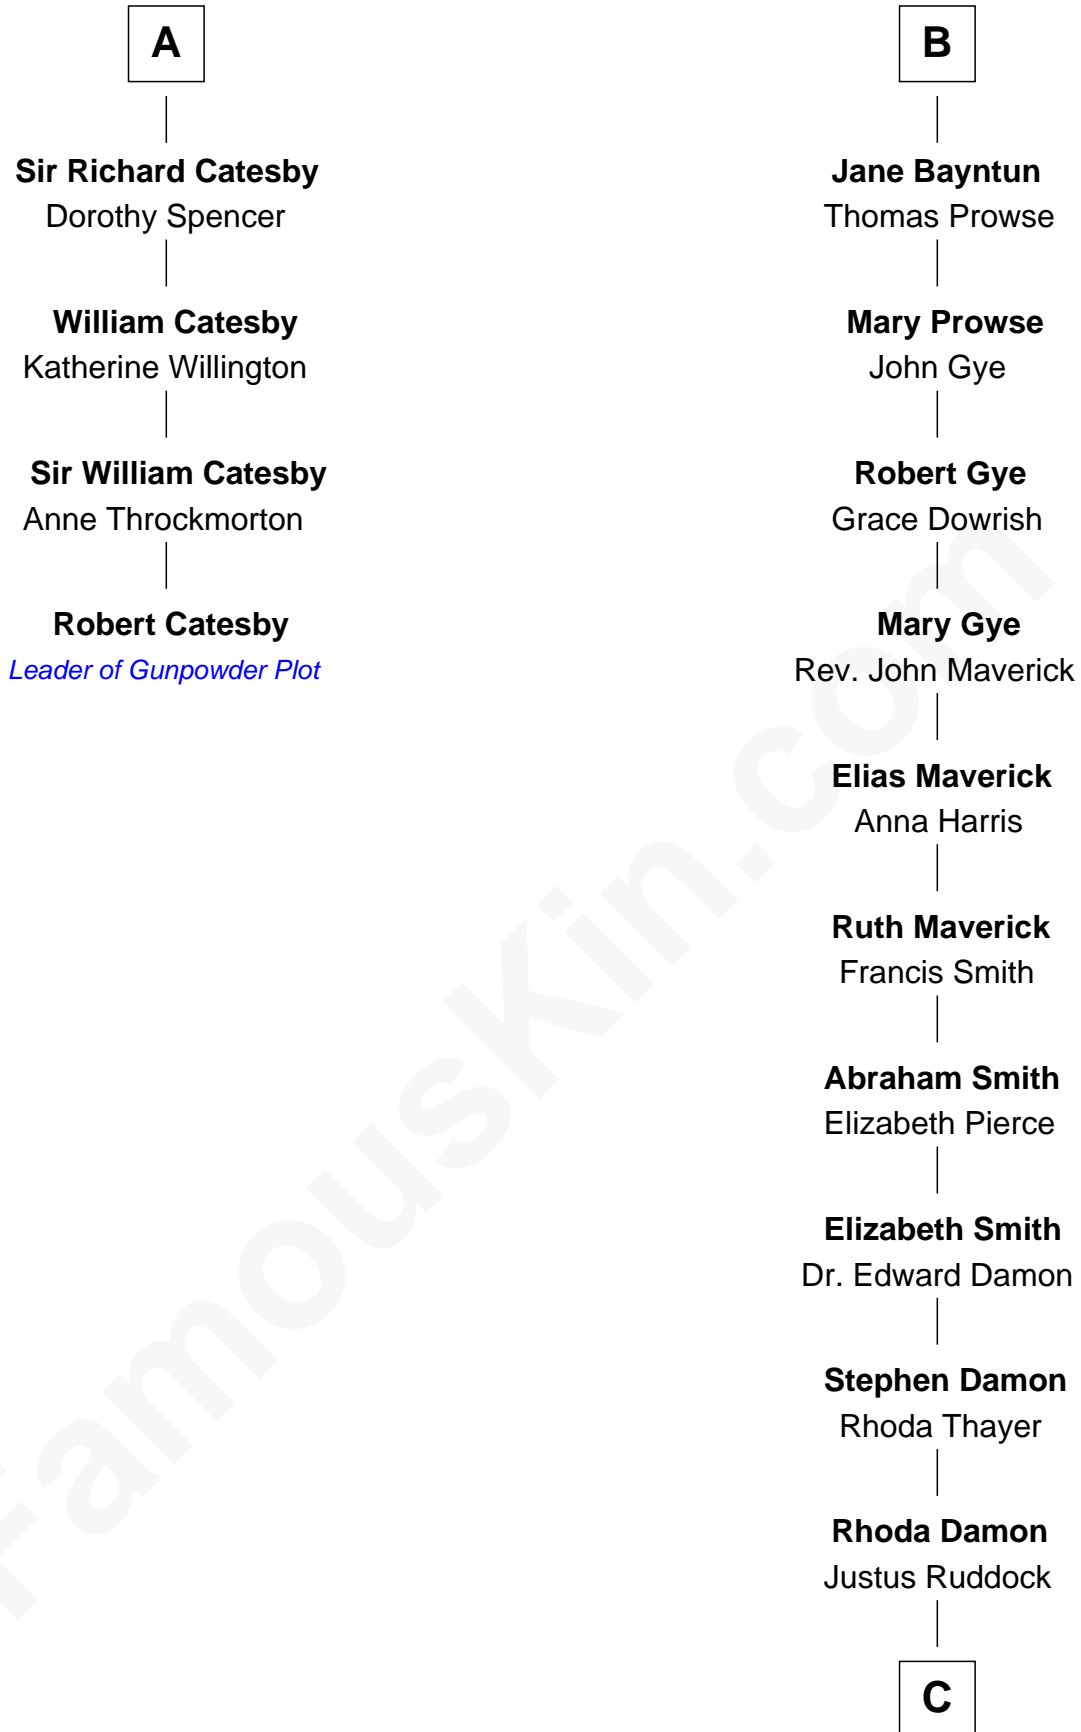 A
Sir Richard Catesby
Dorothy Spencer
William Catesby
Katherine Willington
Sir William Catesby
Anne Throckmorton
Robert Catesby
Leader of Gunpowder Plot
B
Jane Bayntun
Thomas Prowse
Mary Prowse
John Gye
Robert Gye
Grace Dowrish
Mary Gye
Rev. John Maverick
Elias Maverick
Anna Harris
Ruth Maverick
Francis Smith
Abraham Smith
Elizabeth Pierce
Elizabeth Smith
Dr. Edward Damon
Stephen Damon
Rhoda Thayer
Rhoda Damon
Justus Ruddock
C
FamousKin.com